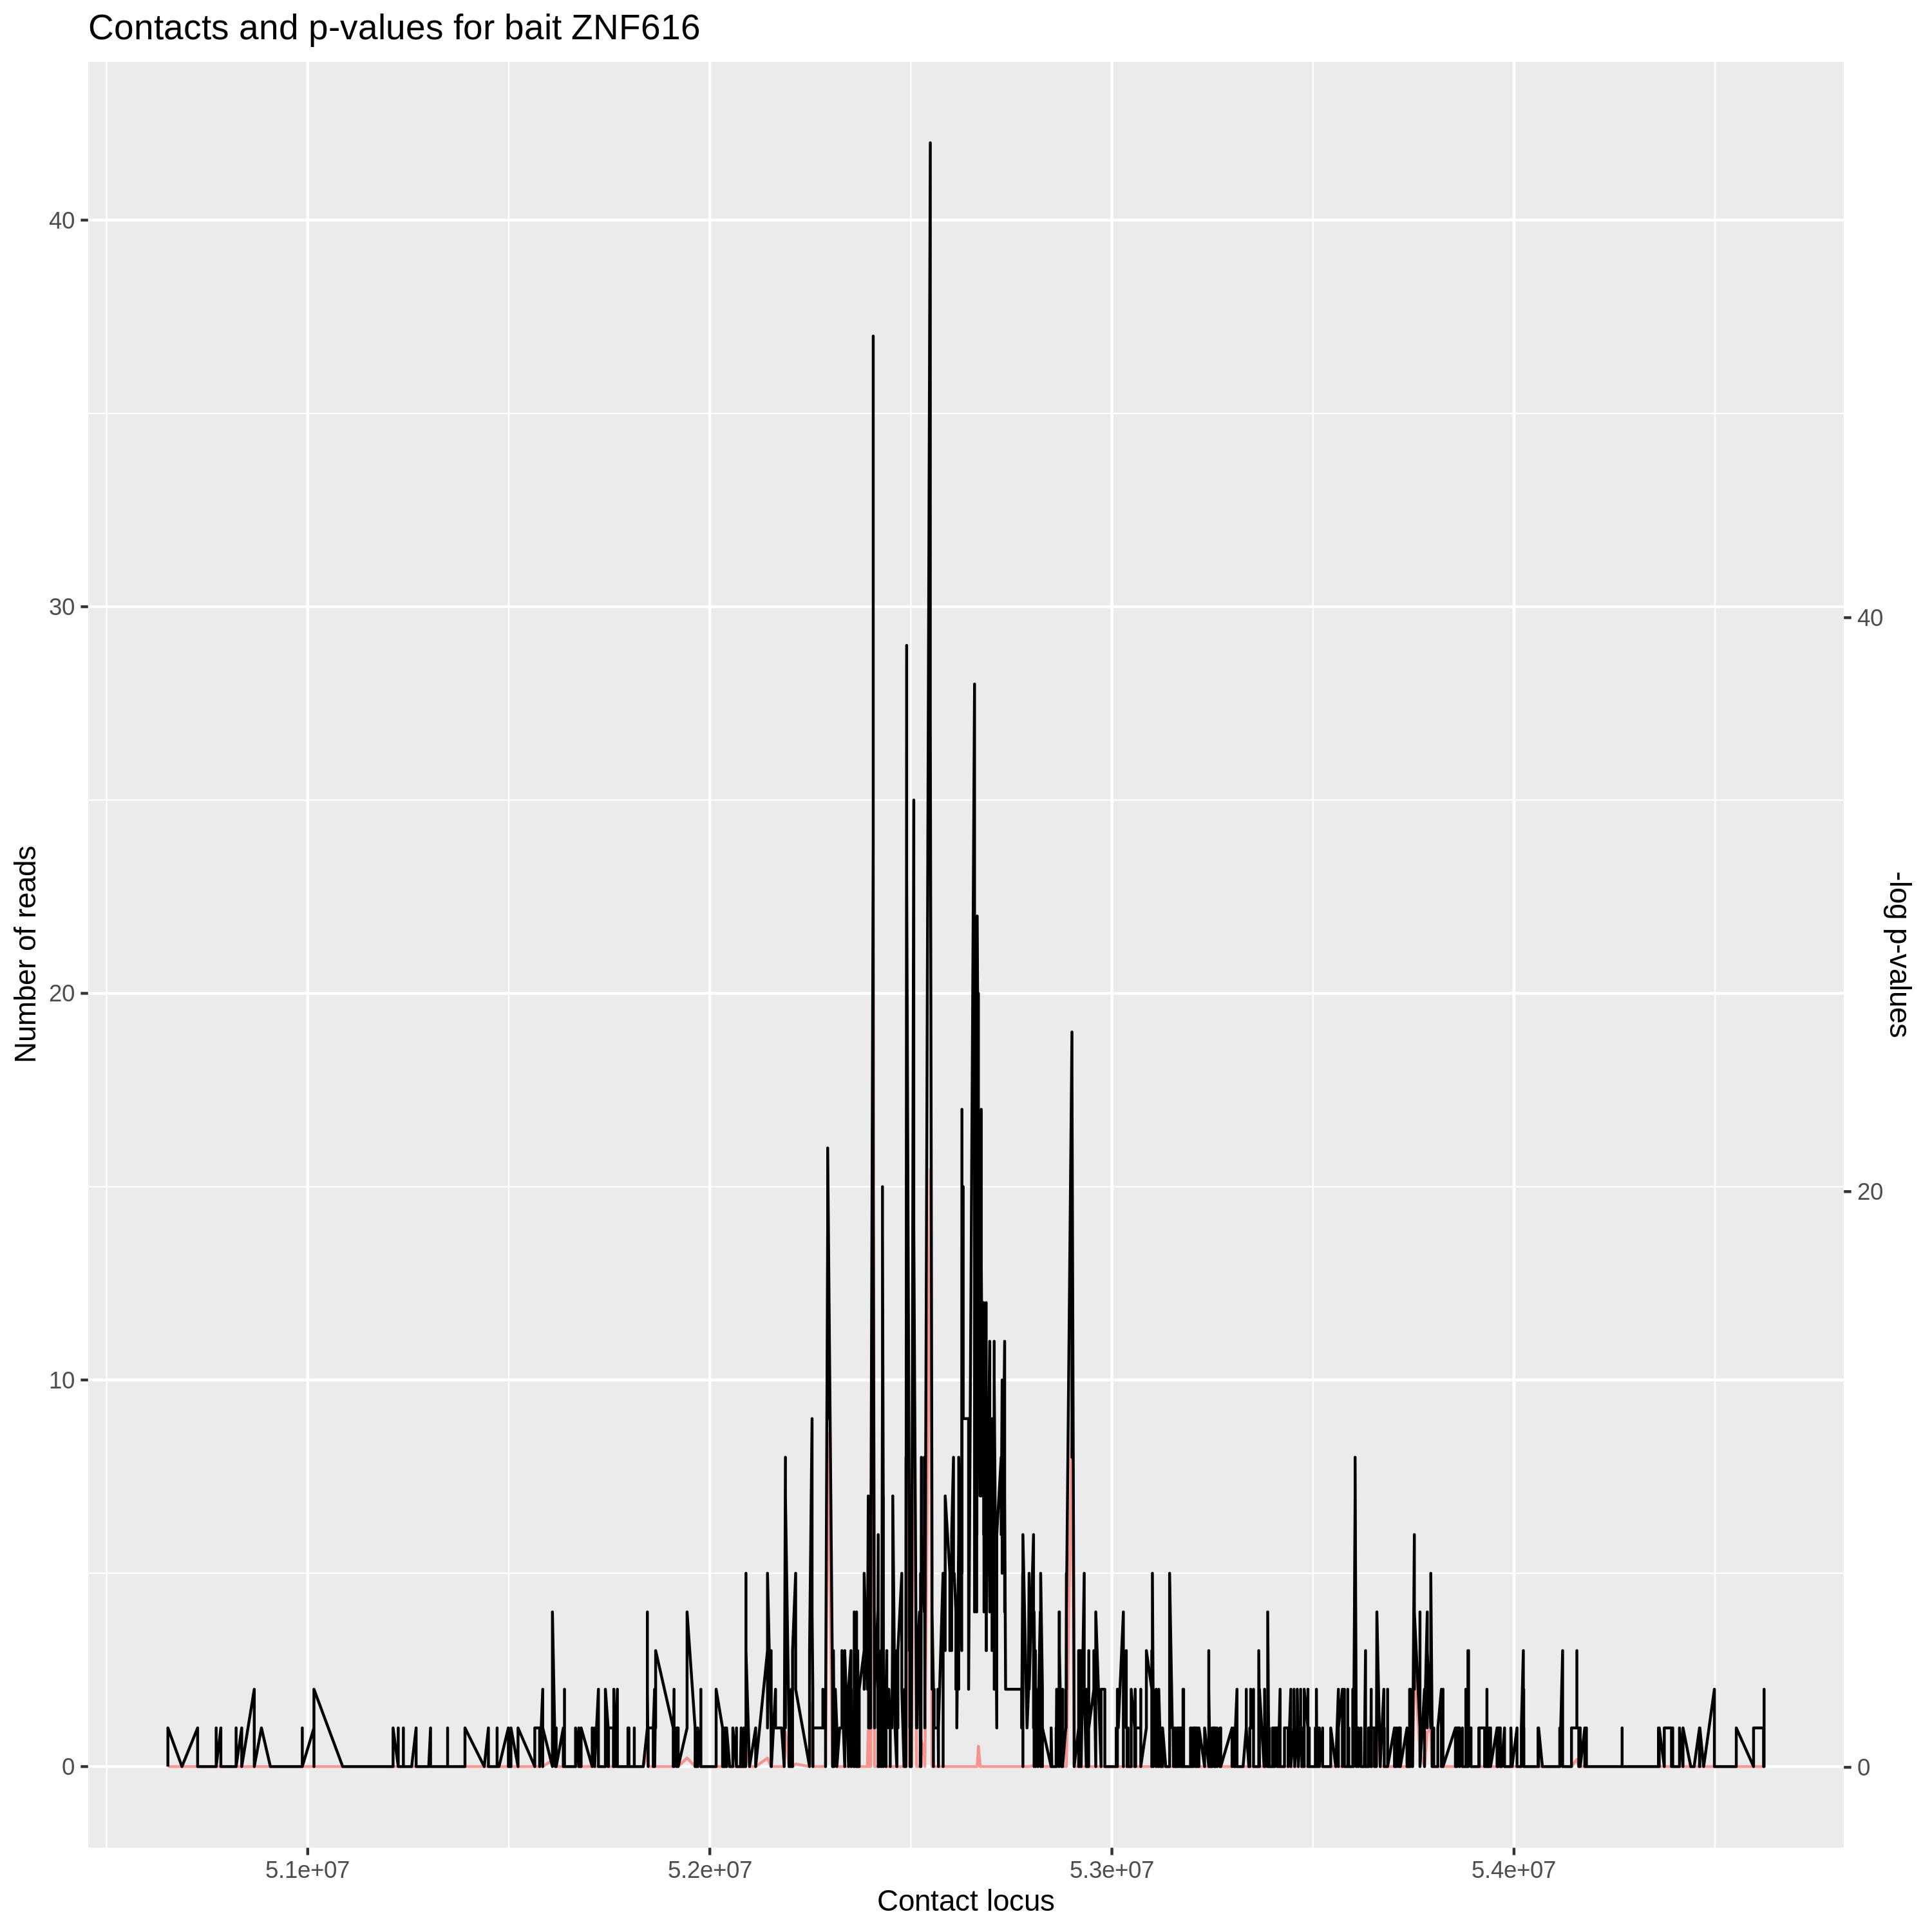 Contacts and p-values for bait ZNF616
40
30
20
10
0
Number of reads
40
20
0
-log p-values
5.1e+07 5.2e+07 5.3e+07 5.4e+07
Contact locus